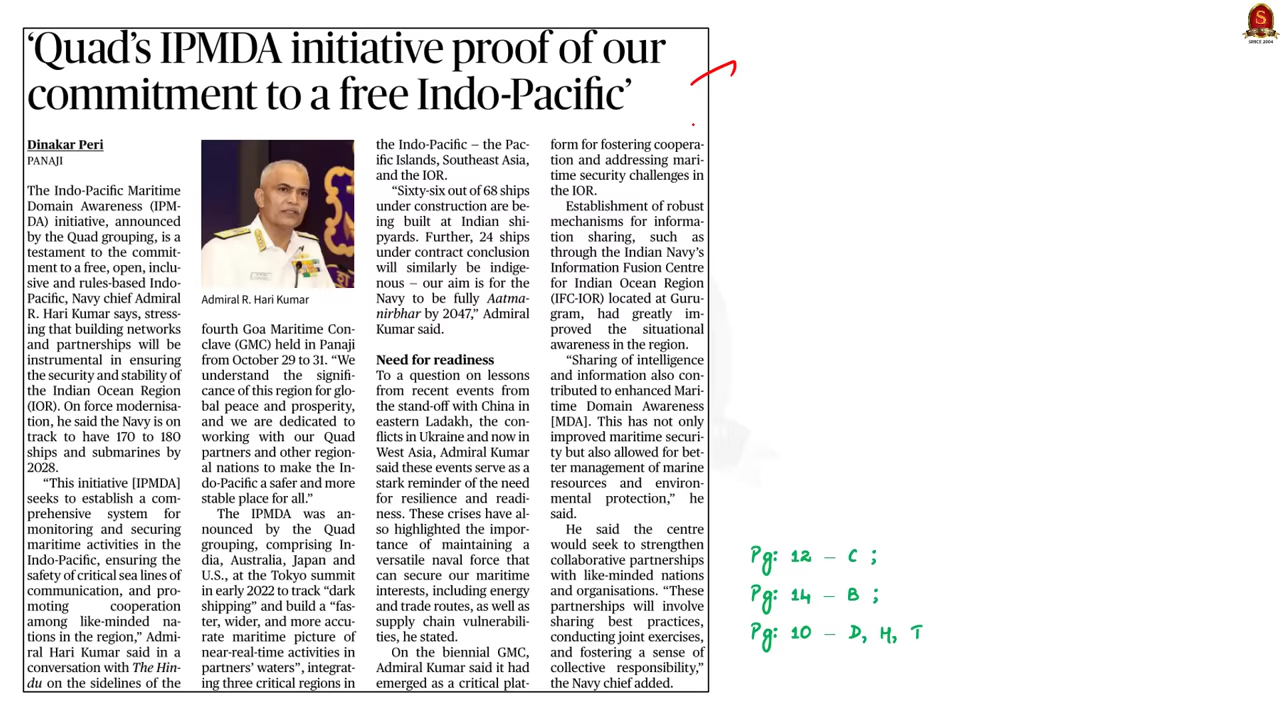 ‘Quad’s IPMDA initiative proof of our
commitment to a free Indo-Pacific’
Dinakar Peri
PANAJI
The Indo-Pacific Maritime
Domain Awareness (IPM-
DA) initiative, announced
by the Quad grouping, is a
testament to the commit-
ment to a free, open, inclu-
sive and rules-based Indo-
Pacific, Navy chief Admiral
R. Hari Kumar says, stress-
ing that building networks
and partnerships will be
instrumental in ensuring
the security and stability of
the Indian Ocean Region
(IOR). On force modernisa-
tion, he said the Navy is on
track to have 170 to 180
ships and submarines by
2028.
“This initiative [IPMDA]
seeks to establish a com-
prehensive system for
monitoring and securing
maritime activities in the
Indo-Pacific, ensuring the
safety of critical sea lines of
communication, and pro-
moting cooperation
among like-minded na-
tions in the region,” Admi-
ral Hari Kumar said in a
conversation with The Hin-
du on the sidelines of the
Admiral R. Hari Kumar
fourth Goa Maritime Con-
clave (GMC) held in Panaji
from October 29 to 31. “We
understand the signifi-
cance of this region for glo-
bal peace and prosperity,
and we are dedicated to
working with our Quad
partners and other region-
al nations to make the In-
do-Pacific a safer and more
stable place for all.”
The IPMDA was an-
nounced by the Quad
grouping, comprising In-
dia, Australia, Japan and
U.S., at the Tokyo summit
in early 2022 to track “dark
shipping” and build a “fas-
ter, wider, and more accu-
rate maritime picture of
near-real-time activities in
partners’ waters”, integrat-
ing three critical regions in
the Indo-Pacific – the Pac-
ific Islands, Southeast Asia,
and the IOR.
“Sixty-six out of 68 ships
under construction are be-
ing built at Indian shi-
pyards. Further, 24 ships
under contract conclusion
will similarly be indige-
nous – our aim is for the
Navy to be fully Aatma-
nirbhar by 2047,” Admiral
Kumar said.
Need for readiness
To a question on lessons
from recent events from
the stand-off with China in
eastern Ladakh, the con-
flicts in Ukraine and now in
West Asia, Admiral Kumar
said these events serve as a
stark reminder of the need
for resilience and readi-
ness. These crises have al-
so highlighted the impor-
tance of maintaining a
versatile naval force that
can secure our maritime
interests, including energy
and trade routes, as well as
supply chain vulnerabili-
ties, he stated.
On the biennial GMC,
Admiral Kumar said it had
emerged as a critical plat-
form for fostering coopera-
tion and addressing mari-
time security challenges in
the IOR.
Establishment of robust
mechanisms for informa-
tion sharing, such as
through the Indian Navy’s
Information Fusion Centre
for Indian Ocean Region
(IFC-IOR) located at Guru-
gram, had greatly im-
proved the situational
awareness in the region.
“Sharing of intelligence
and information also con-
tributed to enhanced Mari-
time Domain Awareness
[MDA]. This has not only
improved maritime securi-
ty but also allowed for bet-
ter management of marine
resources and environ-
mental protection,” he
said.
He said the centre
would seek to strengthen
collaborative partnerships
with like-minded nations
and organisations. “These
partnerships will involve
sharing best practices,
conducting joint exercises,
and fostering a sense of
collective responsibility,”
the Navy chief added.
Pg: 12 – C ;
Pg: 14 – B ;
Pg: 10 – D, H, T
S
SINCE 2004